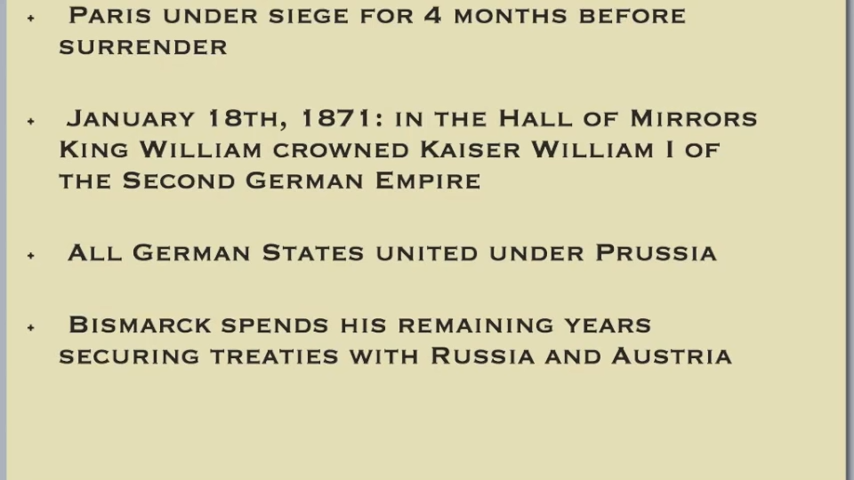 Paris under siege for 4 months before
surrender
January 18th, 1871: in the Hall of Mirrors
King William crowned Kaiser William I of
the Second German Empire
All German States united under Prussia
Bismarck spends his remaining years
securing treaties with Russia and Austria